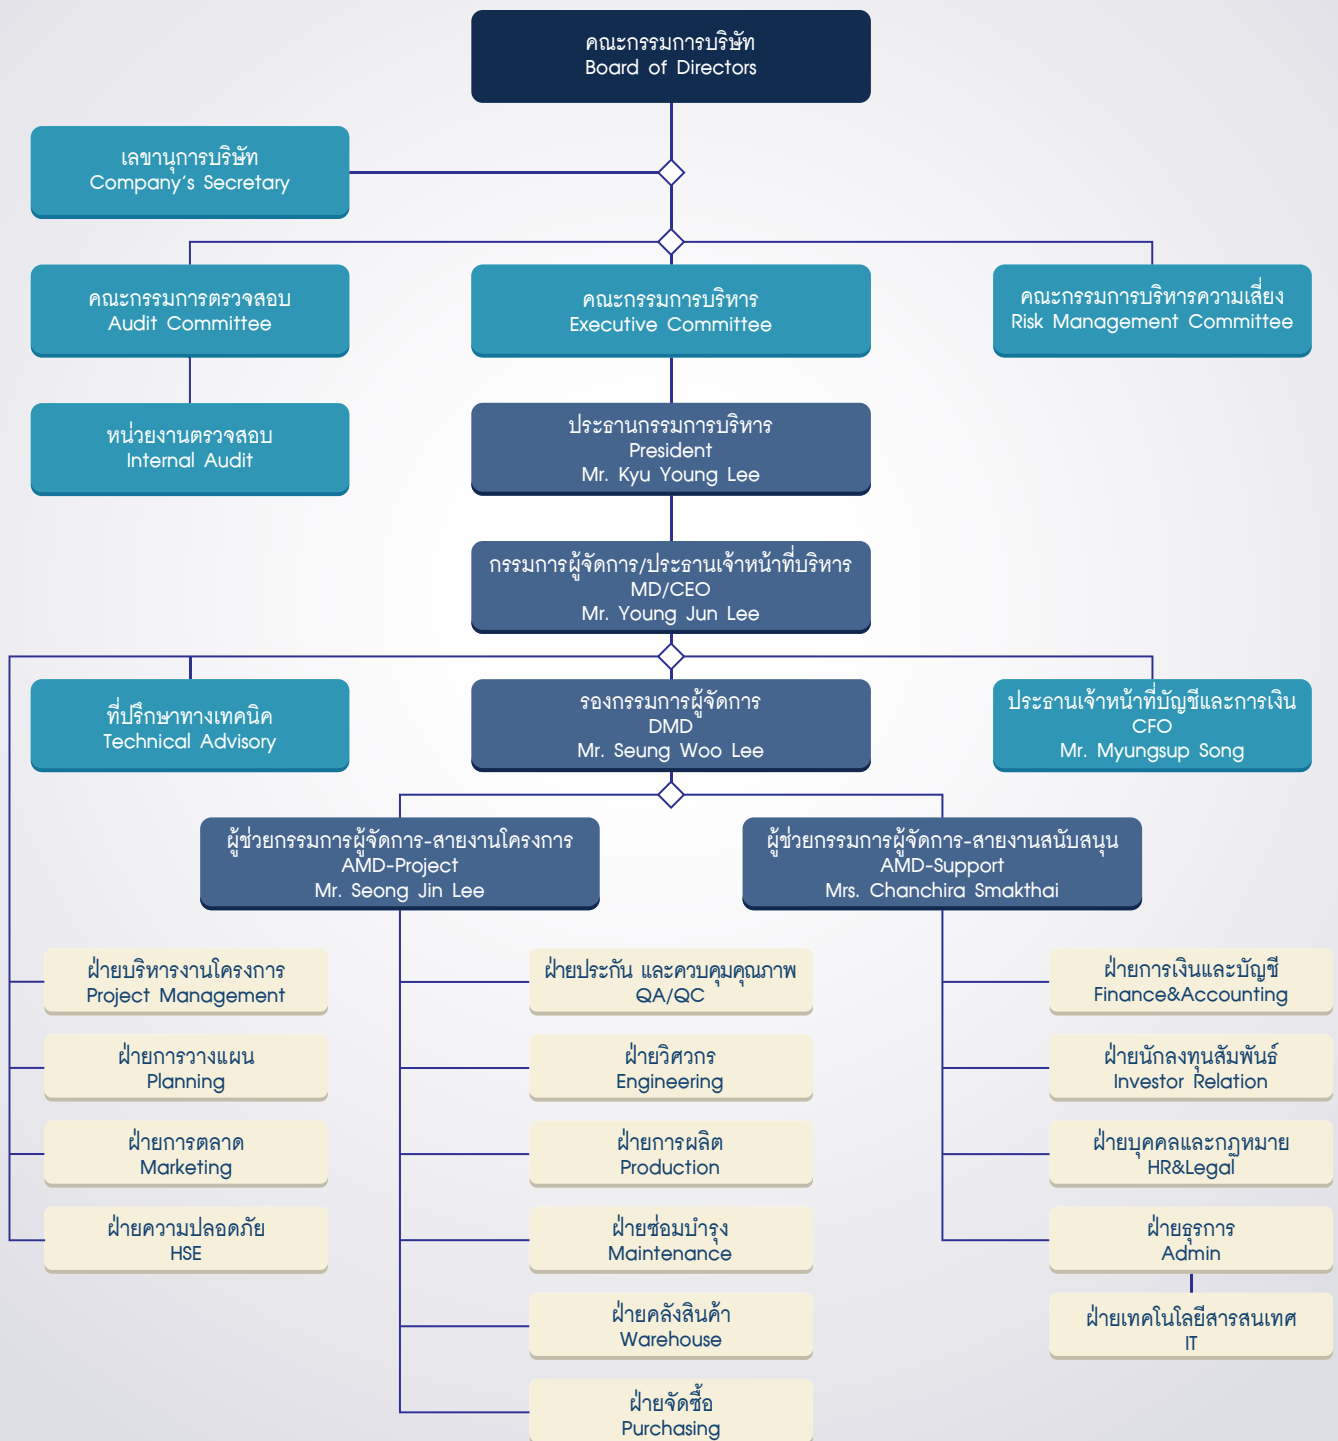 คณะกรรมการบริษัท
Board of Directors
เลขานุการบริษัท
Company's Secretary
คณะกรรมการตรวจสอบ
Audit Committee
คณะกรรมการบริหาร
Executive Committee
คณะกรรมการบริหารความเสี่ยง
Risk Management Committee
หน่วยงานตรวจสอบ
Internal Audit
ประธานกรรมการบริหาร
President
Mr. Kyu Young Lee
กรรมการผู้จัดการ/ประธานเจ้าหน้าที่บริหาร
MD/CEO
Mr. Young Jun Lee
ที่ปรึกษาทางเทคนิค
Technical Advisory
รองกรรมการผู้จัดการ
DMD
Mr. Seung Woo Lee
ประธานเจ้าหน้าที่บัญชีและการเงิน
CFO
Mr. Myungsup Song
ผู้ช่วยกรรมการผู้จัดการ-สายงานโครงการ
AMD-Project
Mr. Seong Jin Lee
ผู้ช่วยกรรมการผู้จัดการ-สายงานสนับสนุน
AMD-Support
Mrs. Chanchira Smakthai
ฝ่ายบริหารงานโครงการ
Project Management
ฝ่ายการวางแผน
Planning
ฝ่ายการตลาด
Marketing
ฝ่ายความปลอดภัย
HSE
ฝ่ายประกัน และควบคุมคุณภาพ
QA/QC
ฝ่ายวิศวกร
Engineering
ฝ่ายการผลิต
Production
ฝ่ายซ่อมบำรุง
Maintenance
ฝ่ายคลังสินค้า
Warehouse
ฝ่ายจัดซื้อ
Purchasing
ฝ่ายการเงินและบัญชี
Finance&Accounting
ฝ่ายนักลงทุนสัมพันธ์
Investor Relation
ฝ่ายบุคคลและกฎหมาย
HR&Legal
ฝ่ายธุรการ
Admin
ฝ่ายเทคโนโลยีสารสนเทศ
IT